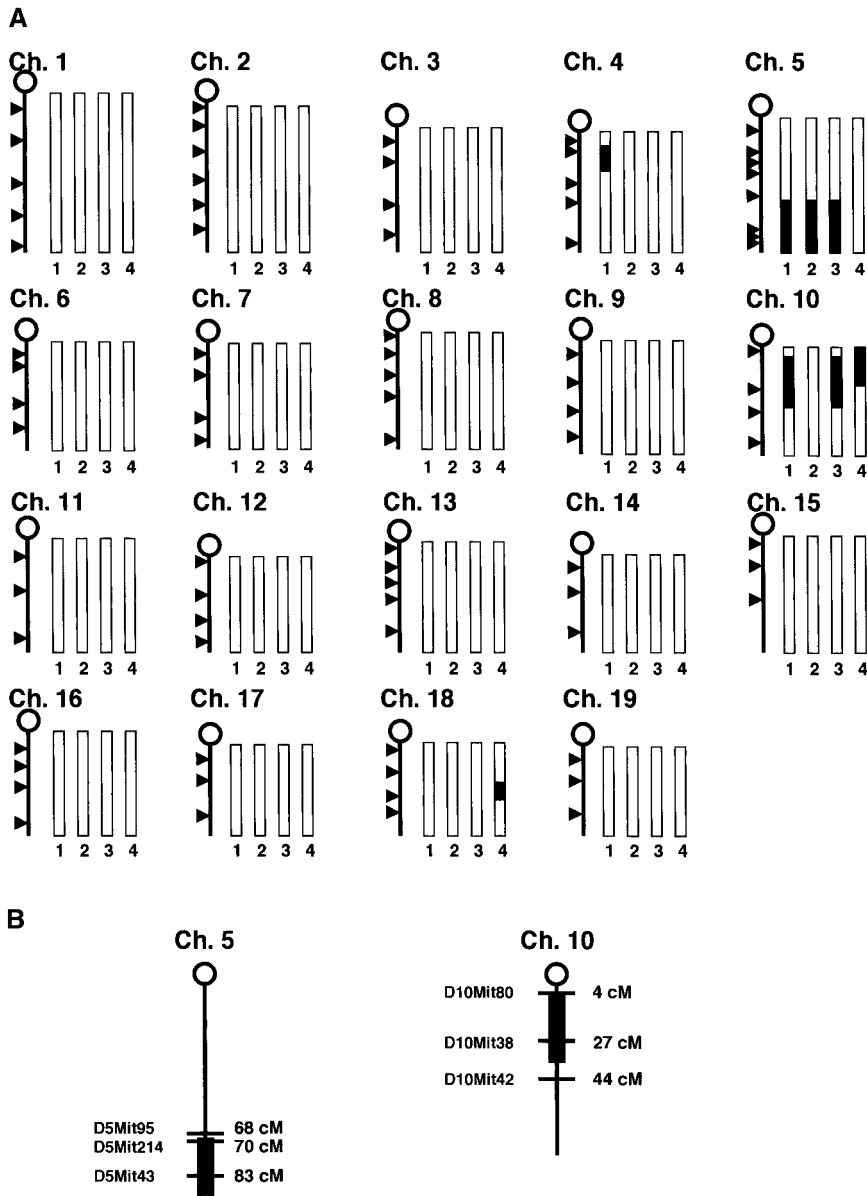 A
Ch. 1 Ch. 2 Ch. 3 Ch. 4 Ch. 5
1 2 3 4 1 2 3 4 1 2 3 4 1 2 3 4 1 2 3 4
Ch. 6 Ch. 7 Ch. 8 Ch. 9 Ch. 10
1 2 3 4 1 2 3 4 1 2 3 4 1 2 3 4 1 2 3 4
Ch. 11 Ch. 12 Ch. 13 Ch. 14 Ch. 15
1 2 3 4 1 2 3 4 1 2 3 4 1 2 3 4 1 2 3 4
Ch. 16 Ch. 17 Ch. 18 Ch. 19
1 2 3 4 1 2 3 4 1 2 3 4 1 2 3 4
B
Ch. 5 Ch. 10
D10Mit80 4 cM
D10Mit38 27 cM
D10Mit42 44 cM
D5Mit95 68 cM
D5Mit214 70 cM
D5Mit43 83 cM